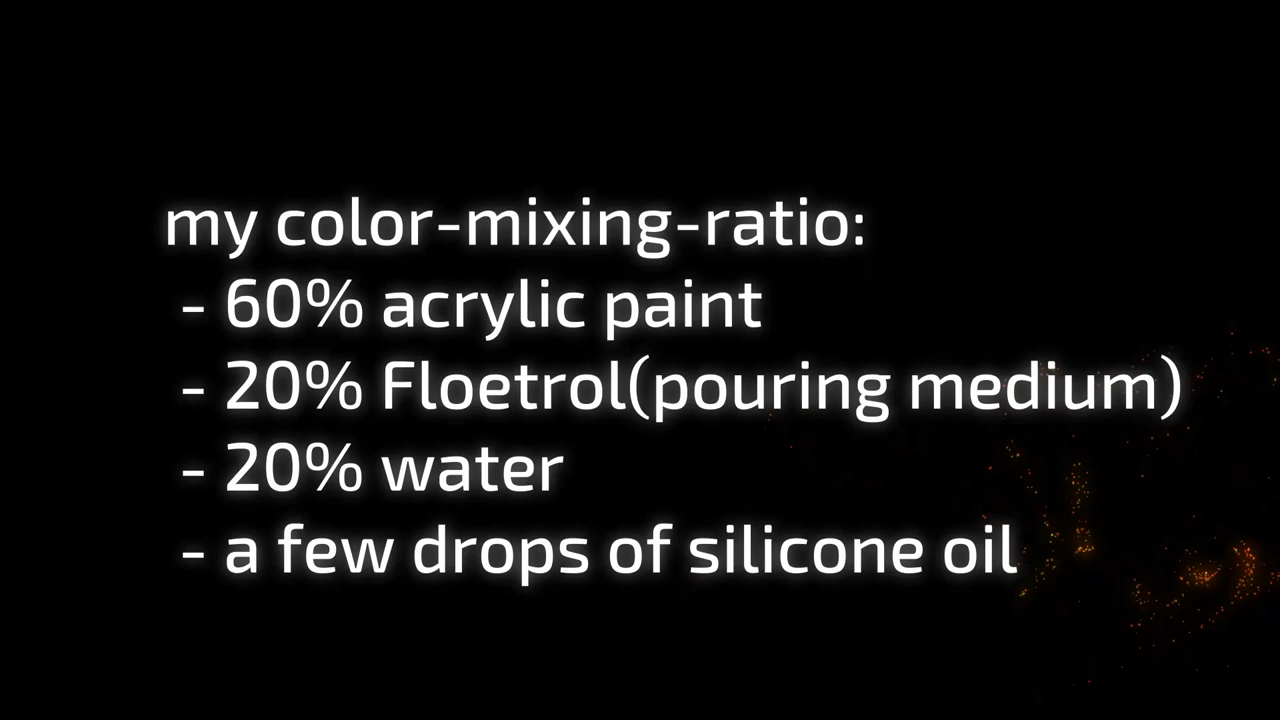 my color-mixing-ratio:
- 60% acrylic paint
- 20% Floetrol(pouring medium)
- 20% water
- a few drops of silicone oil